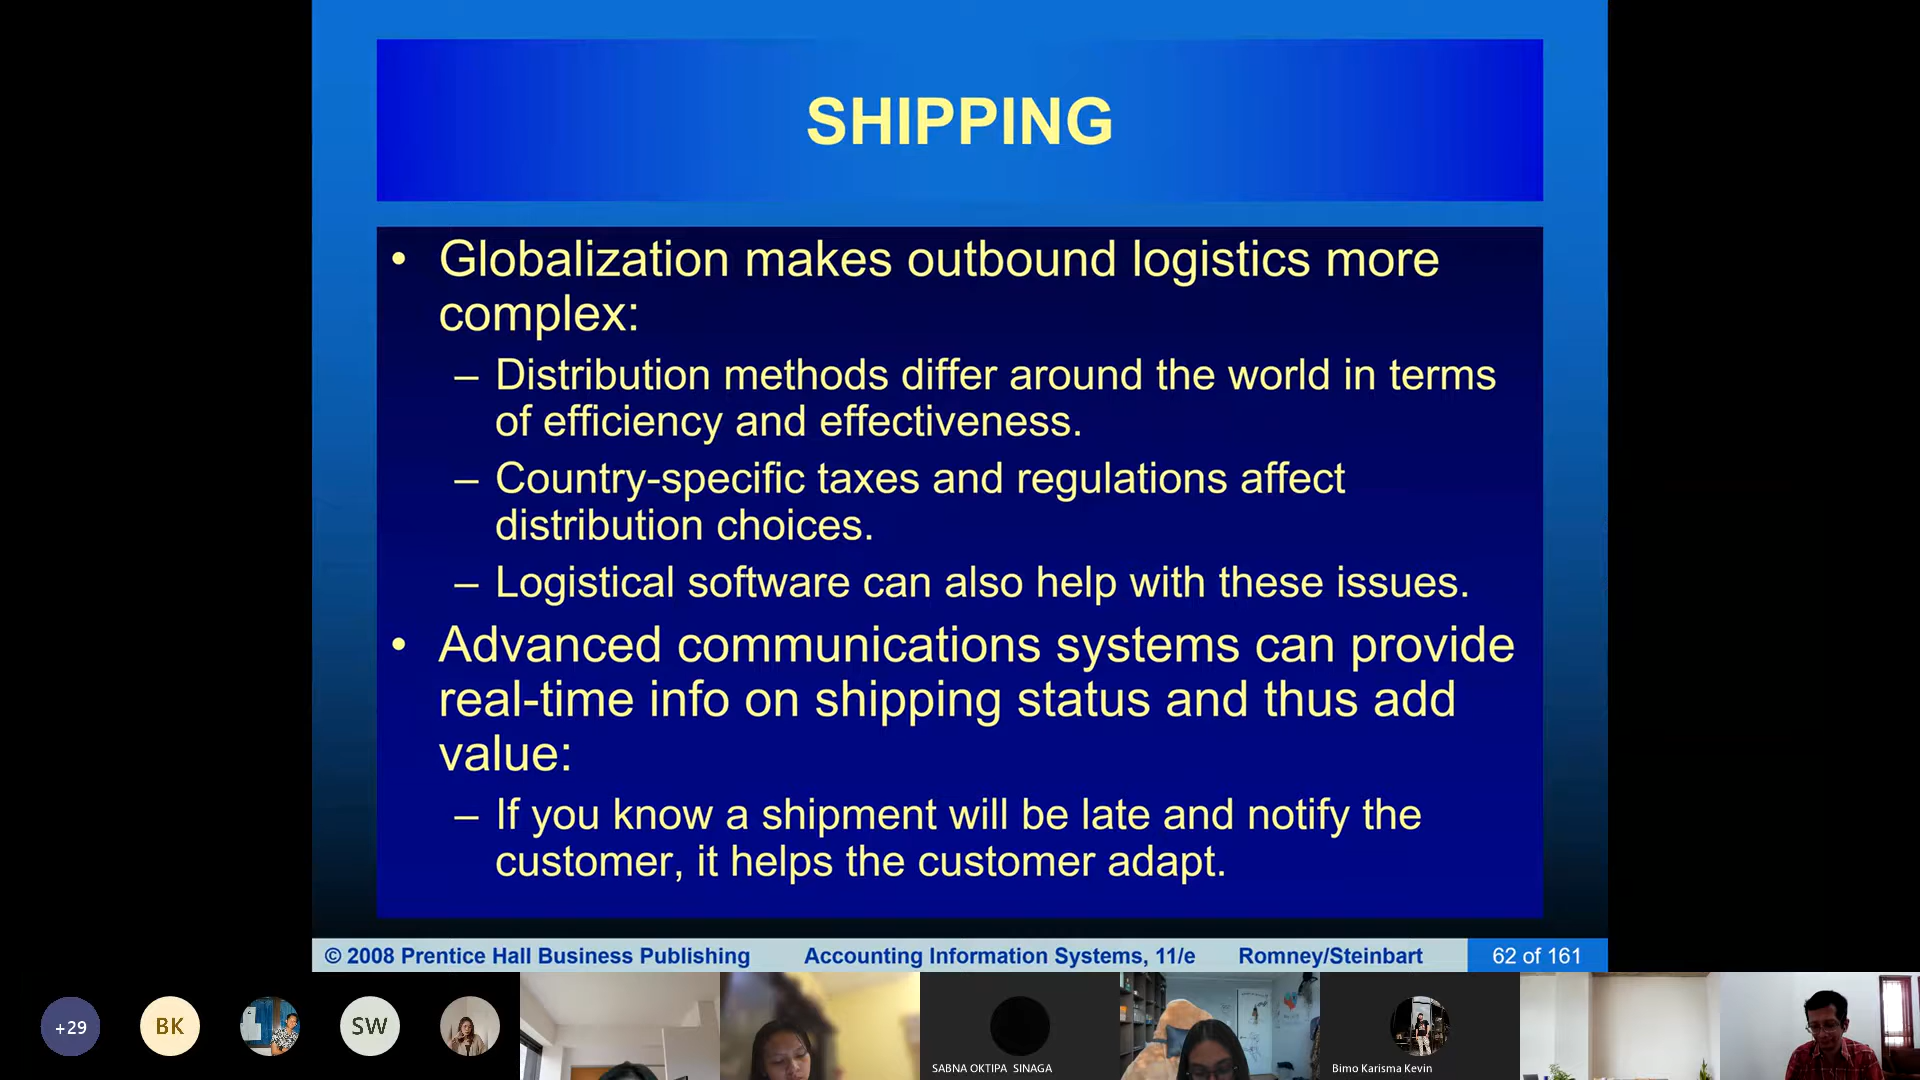 SHIPPING
• Globalization makes outbound logistics more
complex:
– Distribution methods differ around the world in terms
of efficiency and effectiveness.
– Country-specific taxes and regulations affect
distribution choices.
– Logistical software can also help with these issues.
• Advanced communications systems can provide
real-time info on shipping status and thus add
value:
– If you know a shipment will be late and notify the
customer, it helps the customer adapt.
© 2008 Prentice Hall Business Publishing Accounting Information Systems, 11/e Romney/Steinbart 62 of 161
+29 BK SW
SABNA OKTIPA SINAGA Bimo Karisma Kevin